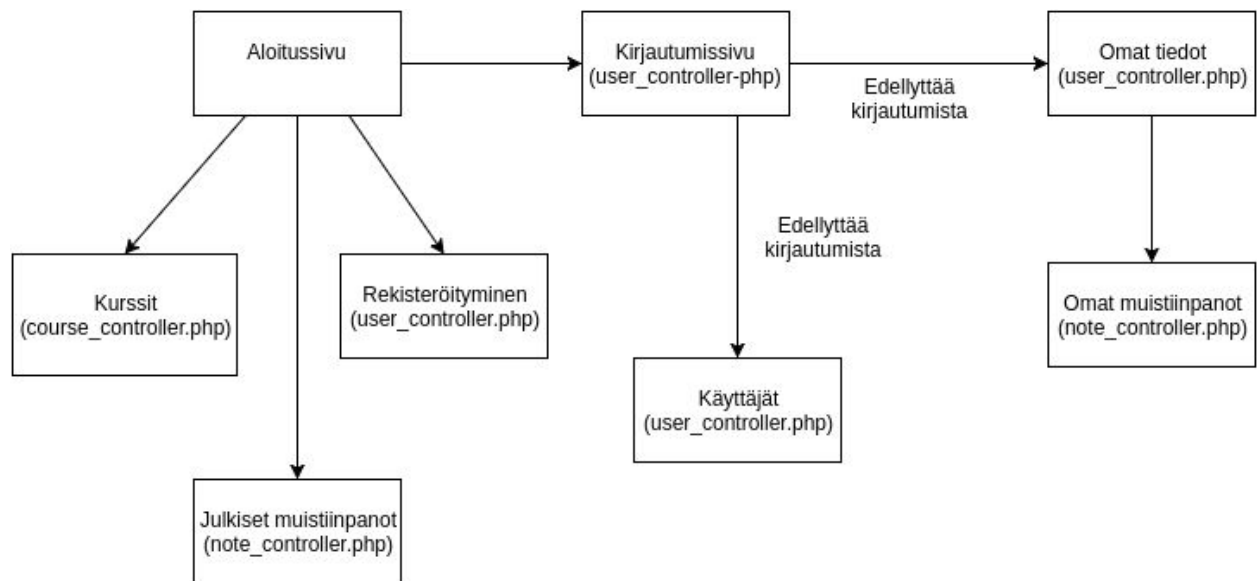 Aloitussivu
Kirjautumissivu
(user_controller-php)
Edellyttää
kirjautumista
Omat tiedot
(user_controller.php)
Edellyttää
kirjautumista
Kurssit
(course_controller.php)
Rekisteröityminen
(user_controller.php)
Omat muistiinpanot
(note_controller.php)
Käyttäjät
(user_controller.php)
Julkiset muistiinpanot
(note_controller.php)